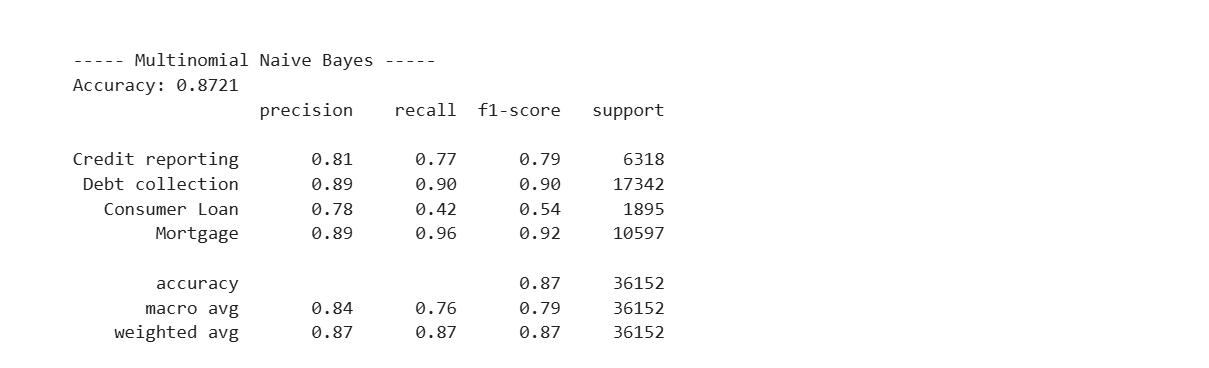 ----- Multinomial Naive Bayes -----
Accuracy: 0.8721
precision    recall  f1-score   support
Credit reporting       0.81      0.77      0.79      6318
Debt collection       0.89      0.90      0.90     17342
Consumer Loan       0.78      0.42      0.54      1895
Mortgage       0.89      0.96      0.92     10597
accuracy                           0.87     36152
macro avg       0.84      0.76      0.79     36152
weighted avg       0.87      0.87      0.87     36152